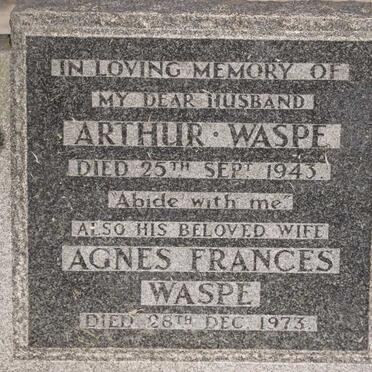 IN LOVING MEMORY OF
MY DEAR HUSBAND
ARTHUR · WASPE
DIED 25TH SEPT 1943.
"Abide with me"
ALSO HIS BELOVED WIFE
AGNES FRANCES
WASPE
DIED 28TH DEC. 1973.